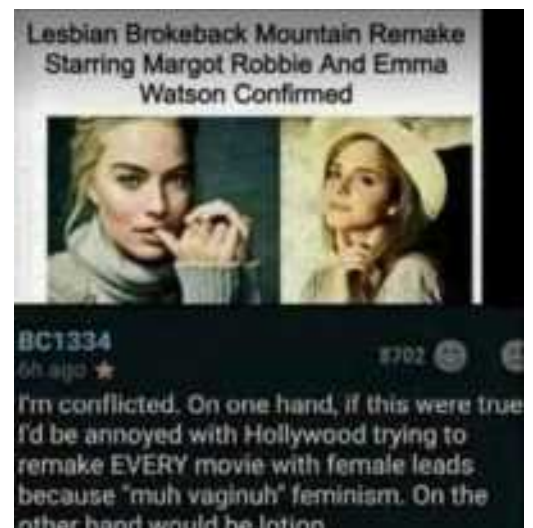 Lesbian Brokeback Mountain Remake
Starring Margot Robbie And Emma
Watson Confirmed
BC1334
6h ago
8702
I'm conflicted. On one hand, if this were true
I'd be annoyed with Hollywood trying to
remake EVERY movie with female leads
because "muh vaginuh" feminism. On the
other hand would be lotion